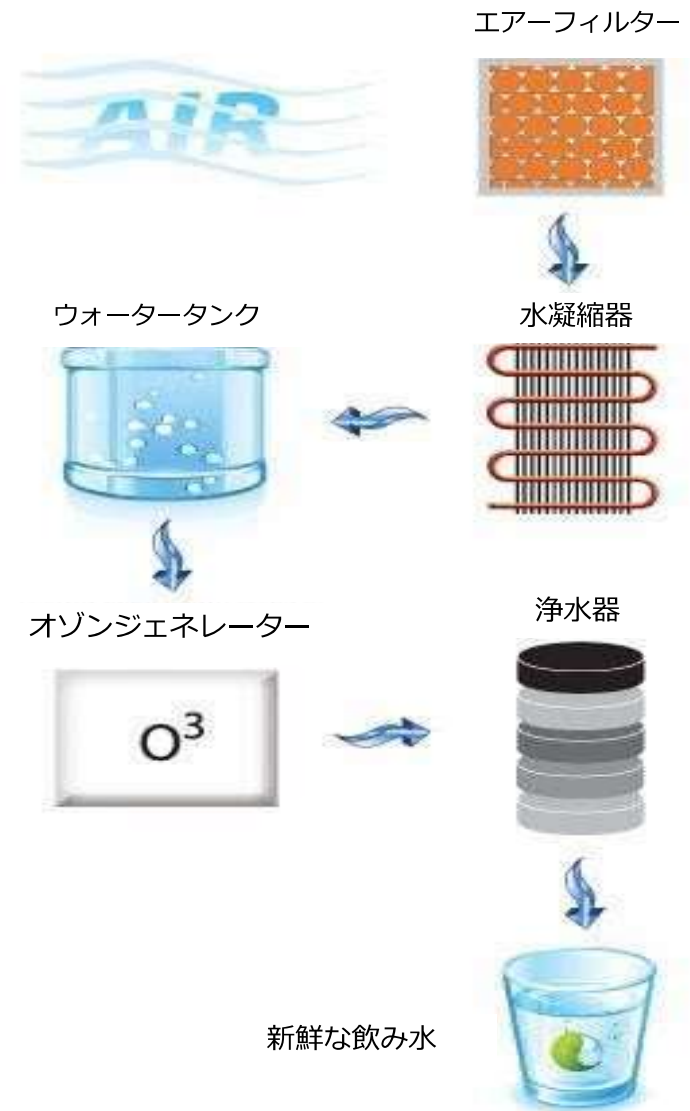 エアーフィルター
AiR
ウォータータンク
水凝縮器
オゾンジェネレーター
浄水器
O³
新鮮な飲み水